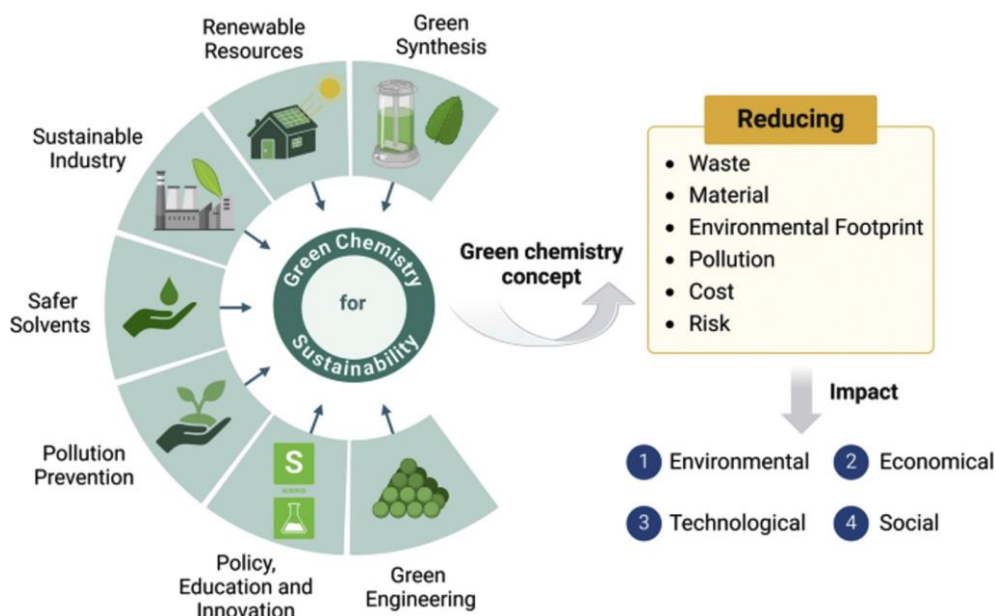 Renewable
Resources
Green
Synthesis
Sustainable
Industry
Safer
Solvents
Pollution
Prevention
S
SCIENCE
Policy,
Education and
Innovation
Green
Engineering
Green Chemistry
for
Sustainability
Green chemistry
concept
Reducing
• Waste
• Material
• Environmental Footprint
• Pollution
• Cost
• Risk
Impact
1 Environmental
2 Economical
3 Technological
4 Social